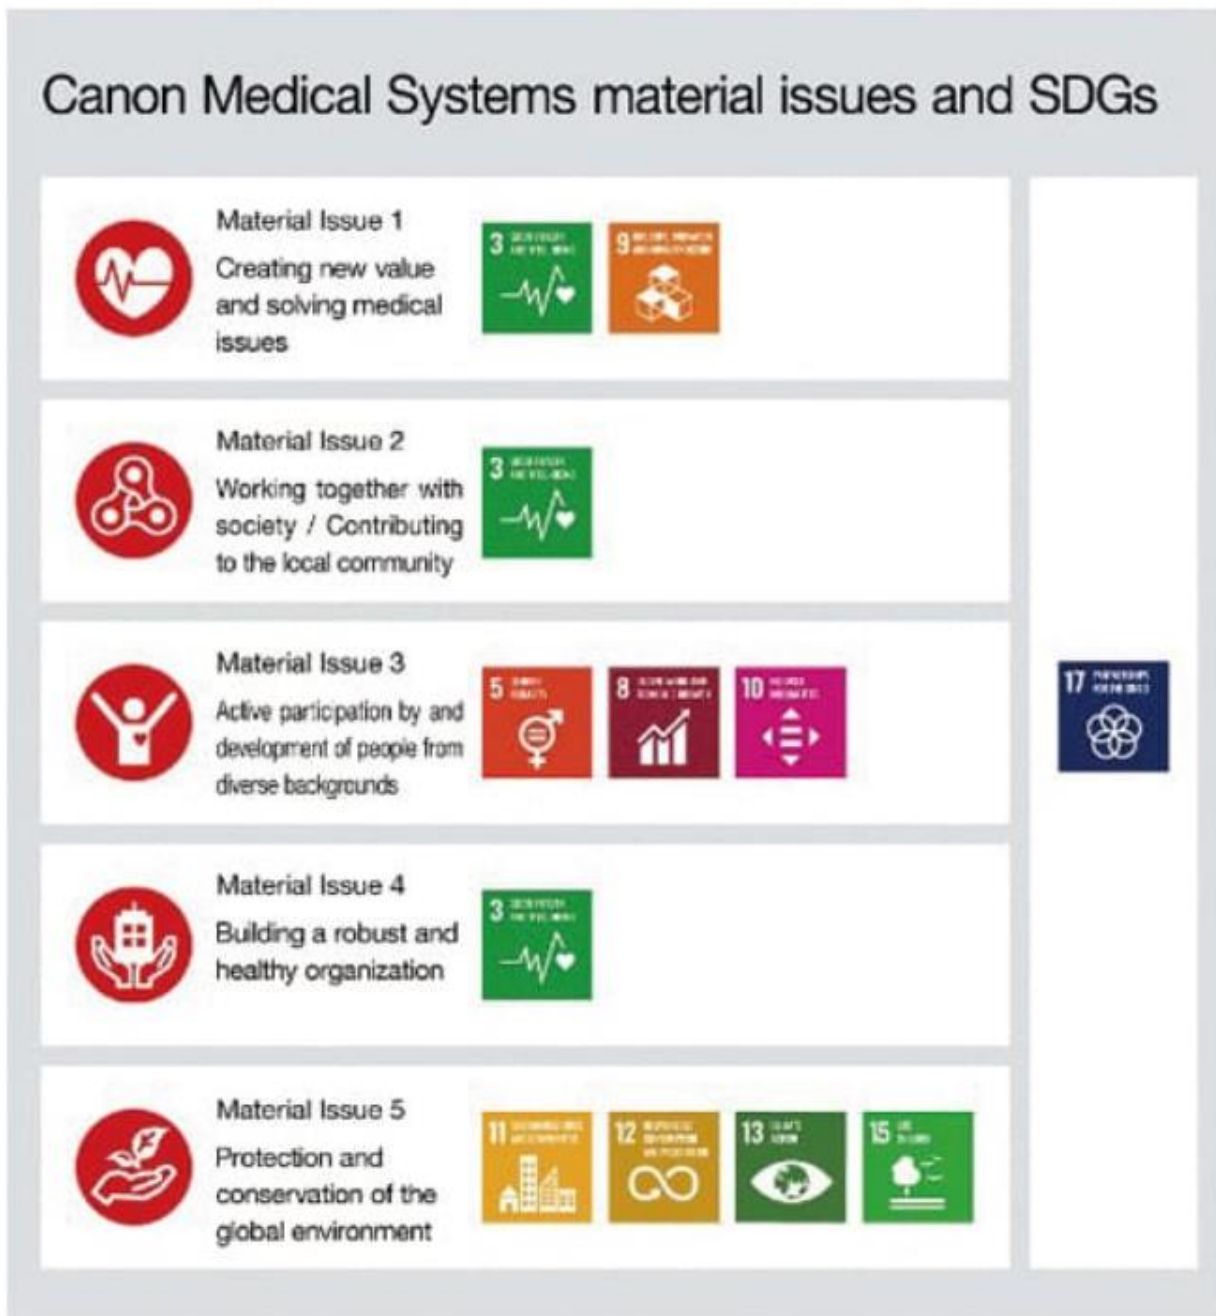 Canon Medical Systems material issues and SDGs
Material Issue 1
Creating new value
and solving medical
issues
3
9
Material Issue 2
Working together with
society / Contributing
to the local community
3
Material Issue 3
Active participation by and
development of people from
diverse backgrounds
5
8
10
17
Material Issue 4
Building a robust and
healthy organization
3
Material Issue 5
Protection and
conservation of the
global environment
11
12
13
15